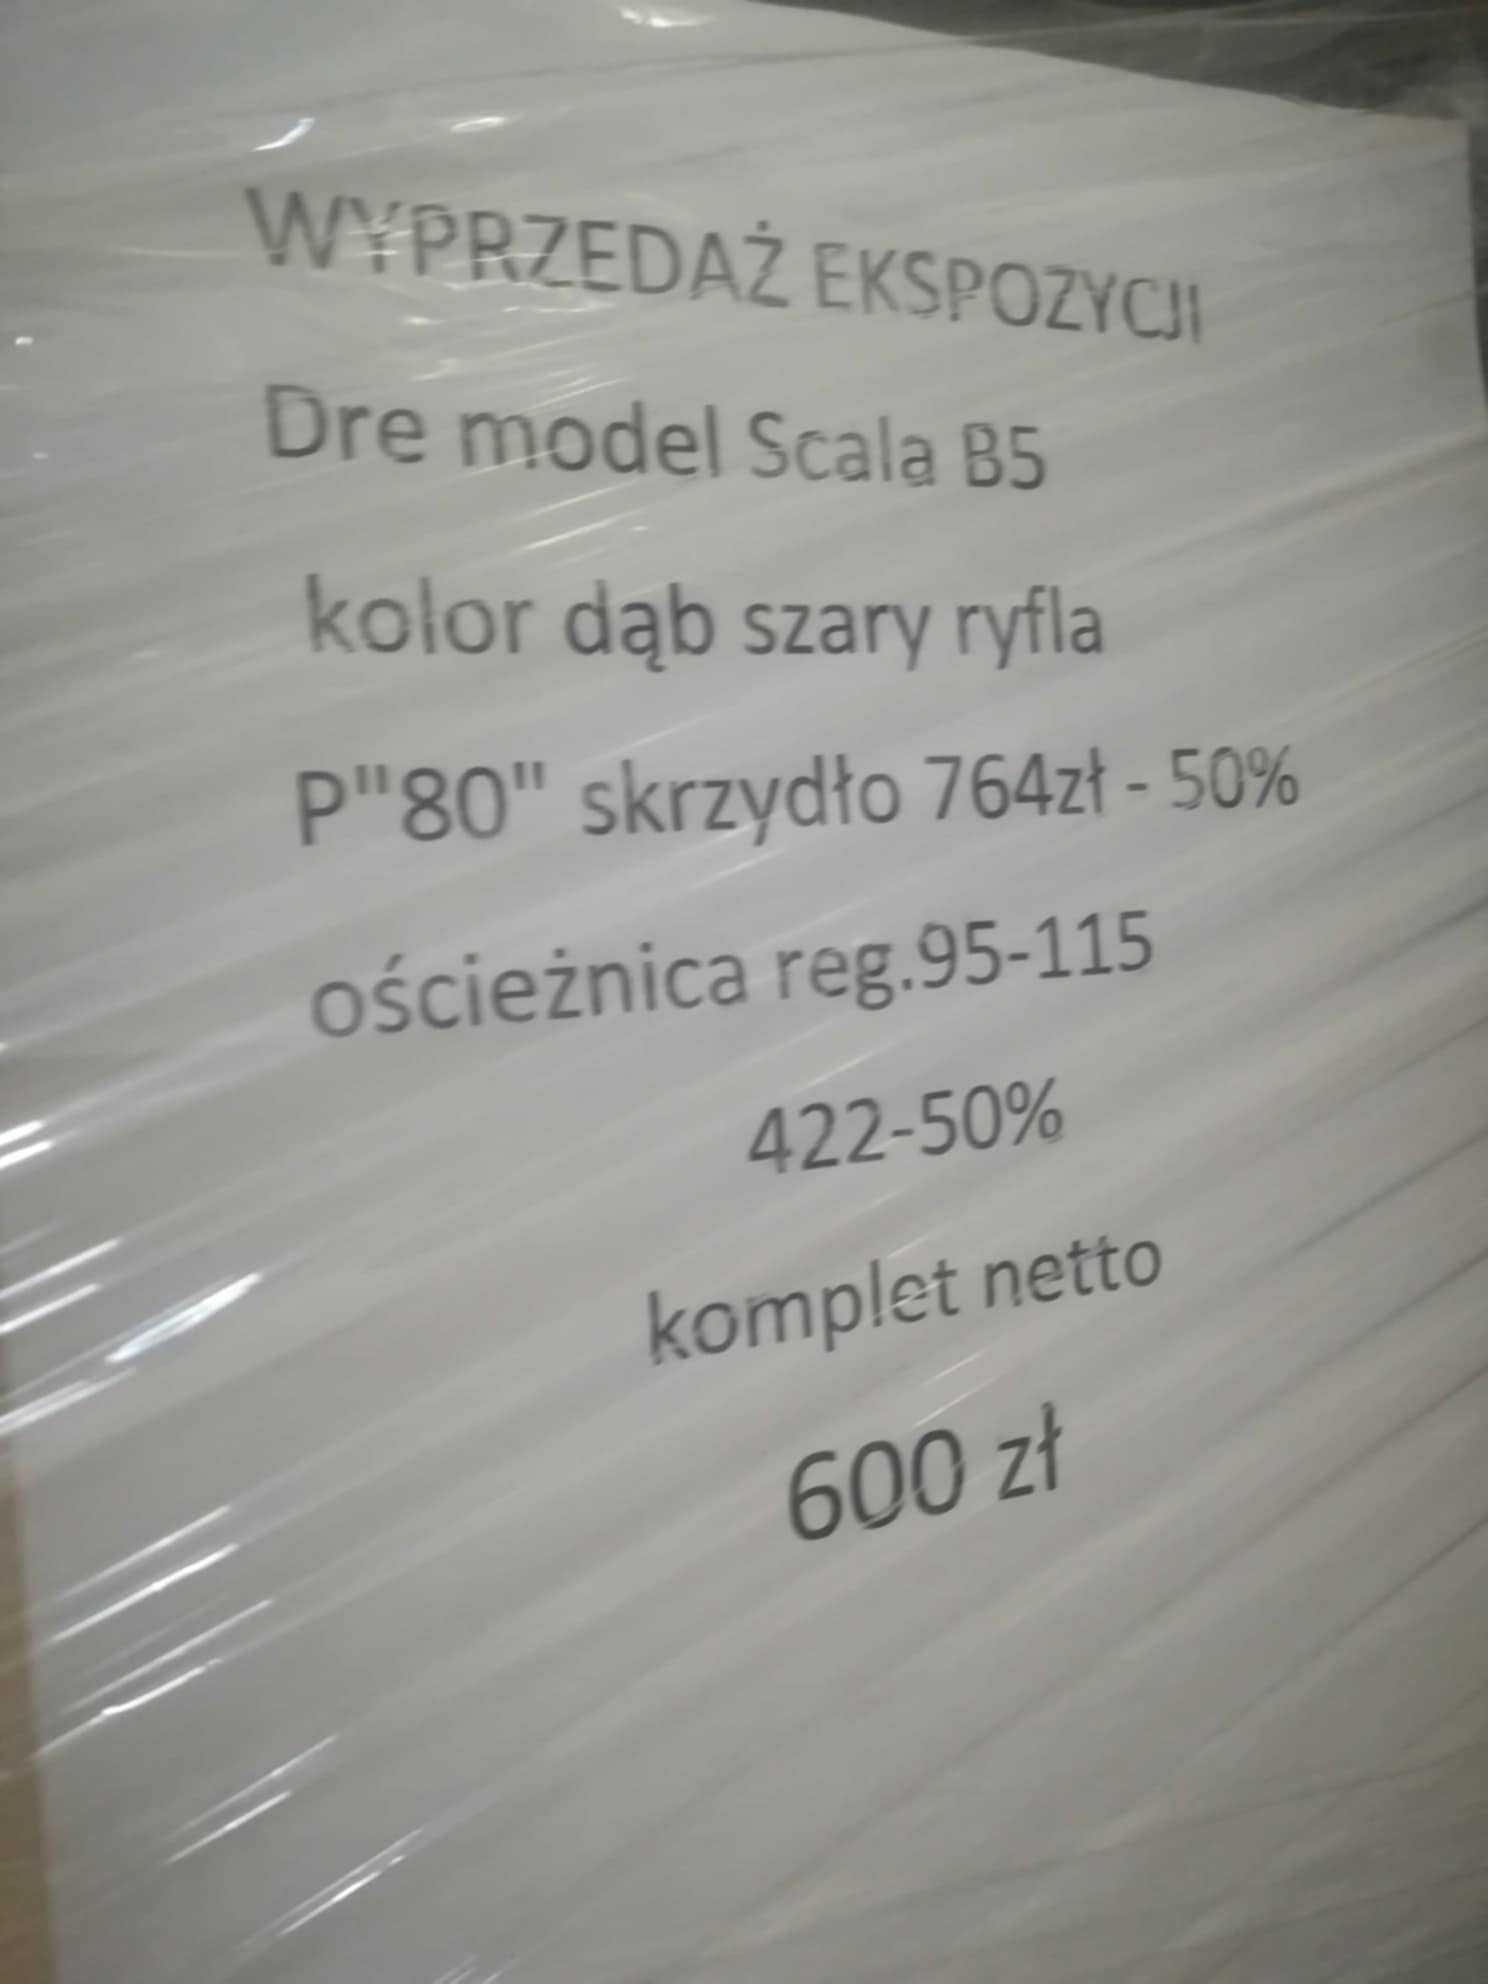 WYPRZEDAŻ EKSPOZYCJI
Dre model Scala B5
kolor dąb szary ryfla
P"80" skrzydło 764zł - 50%
ościeżnica reg.95-115
422-50%
komplet netto
600 zł